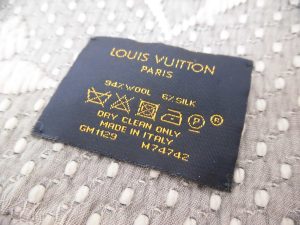 LOUIS VUITTON
PARIS
94% WOOL 6% SILK
P ®
DRY CLEAN ONLY
MADE IN ITALY
GM1129 M74742